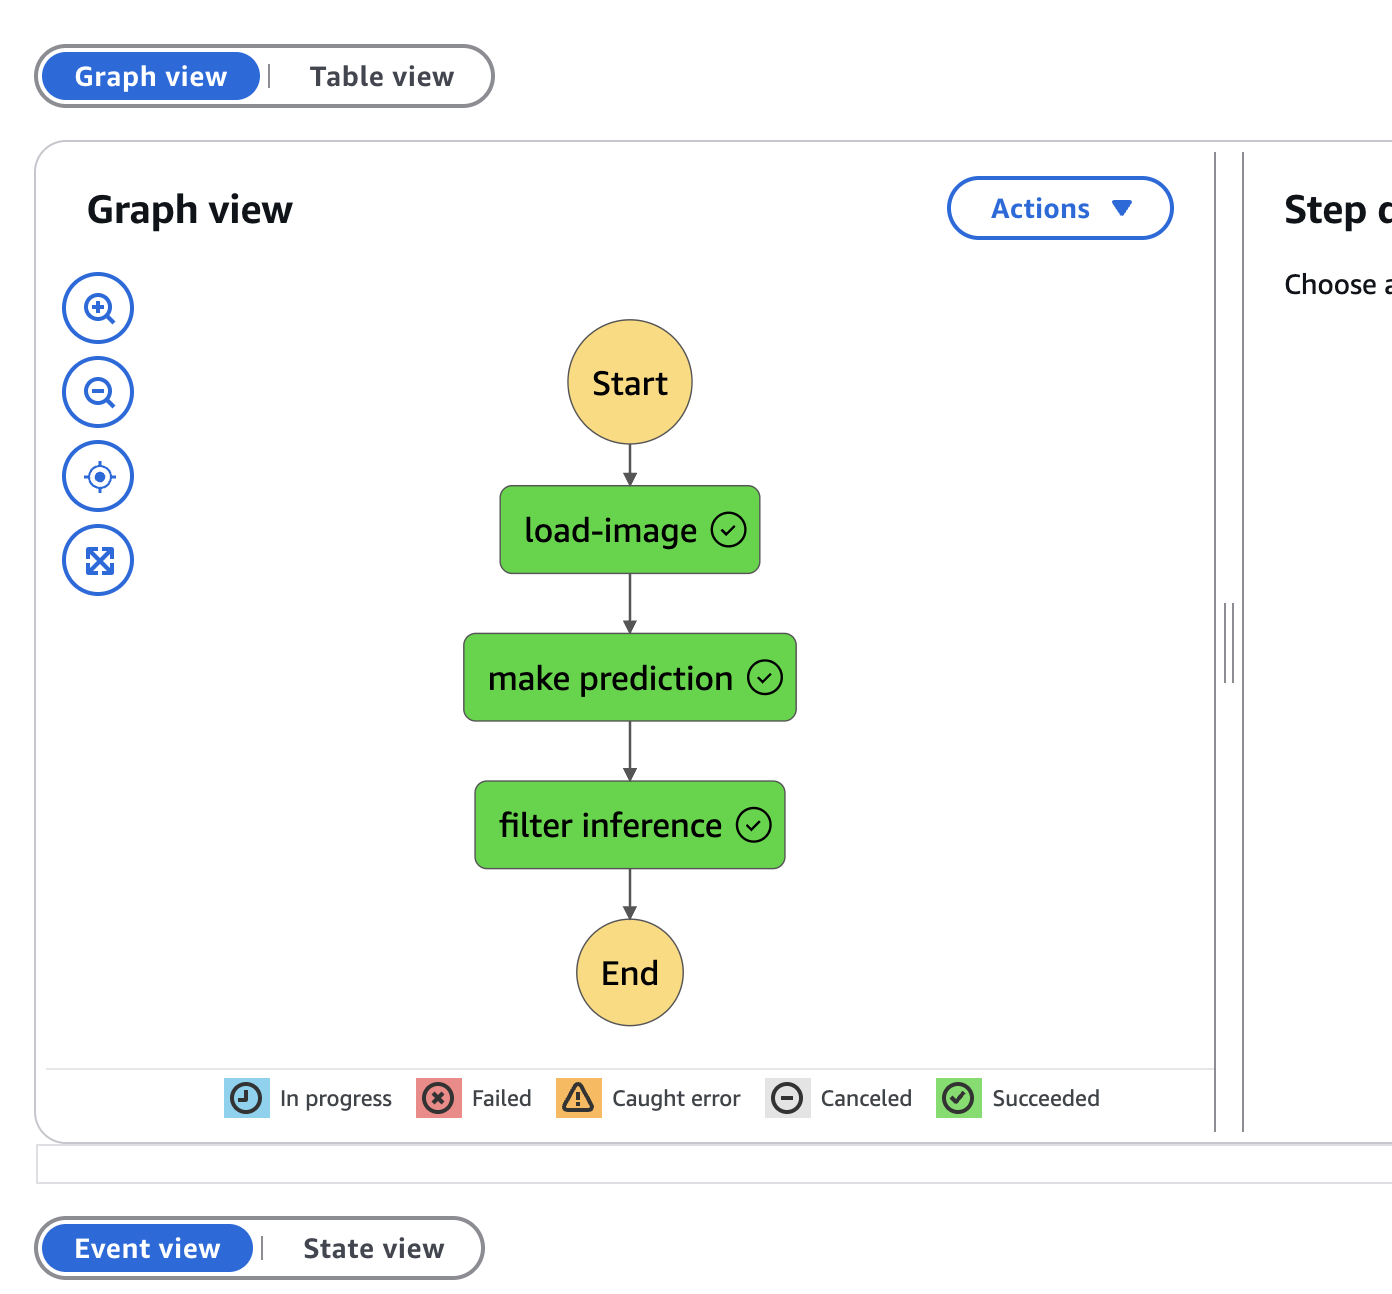 Graph view
Table view
Graph view
Actions
Step
Choose
Start
load-image
make prediction
filter inference
End
In progress
Failed
Caught error
Canceled
Succeeded
Event view
State view